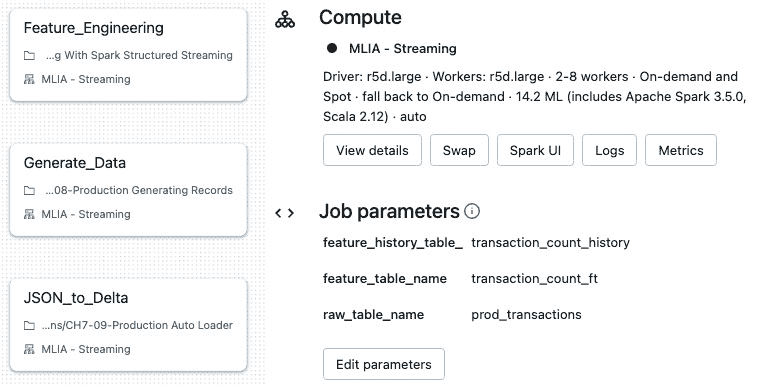 Feature_Engineering
...g With Spark Structured Streaming
MLIA - Streaming
Generate_Data
...08-Production Generating Records
MLIA - Streaming
JSON_to_Delta
...ns/CH7-09-Production Auto Loader
MLIA - Streaming
Compute
MLIA - Streaming
Driver: r5d.large · Workers: r5d.large · 2-8 workers · On-demand and
Spot · fall back to On-demand · 14.2 ML (includes Apache Spark 3.5.0,
Scala 2.12) · auto
View details Swap Spark UI Logs Metrics
Job parameters
feature_history_table_ transaction_count_history
feature_table_name transaction_count_ft
raw_table_name prod_transactions
Edit parameters